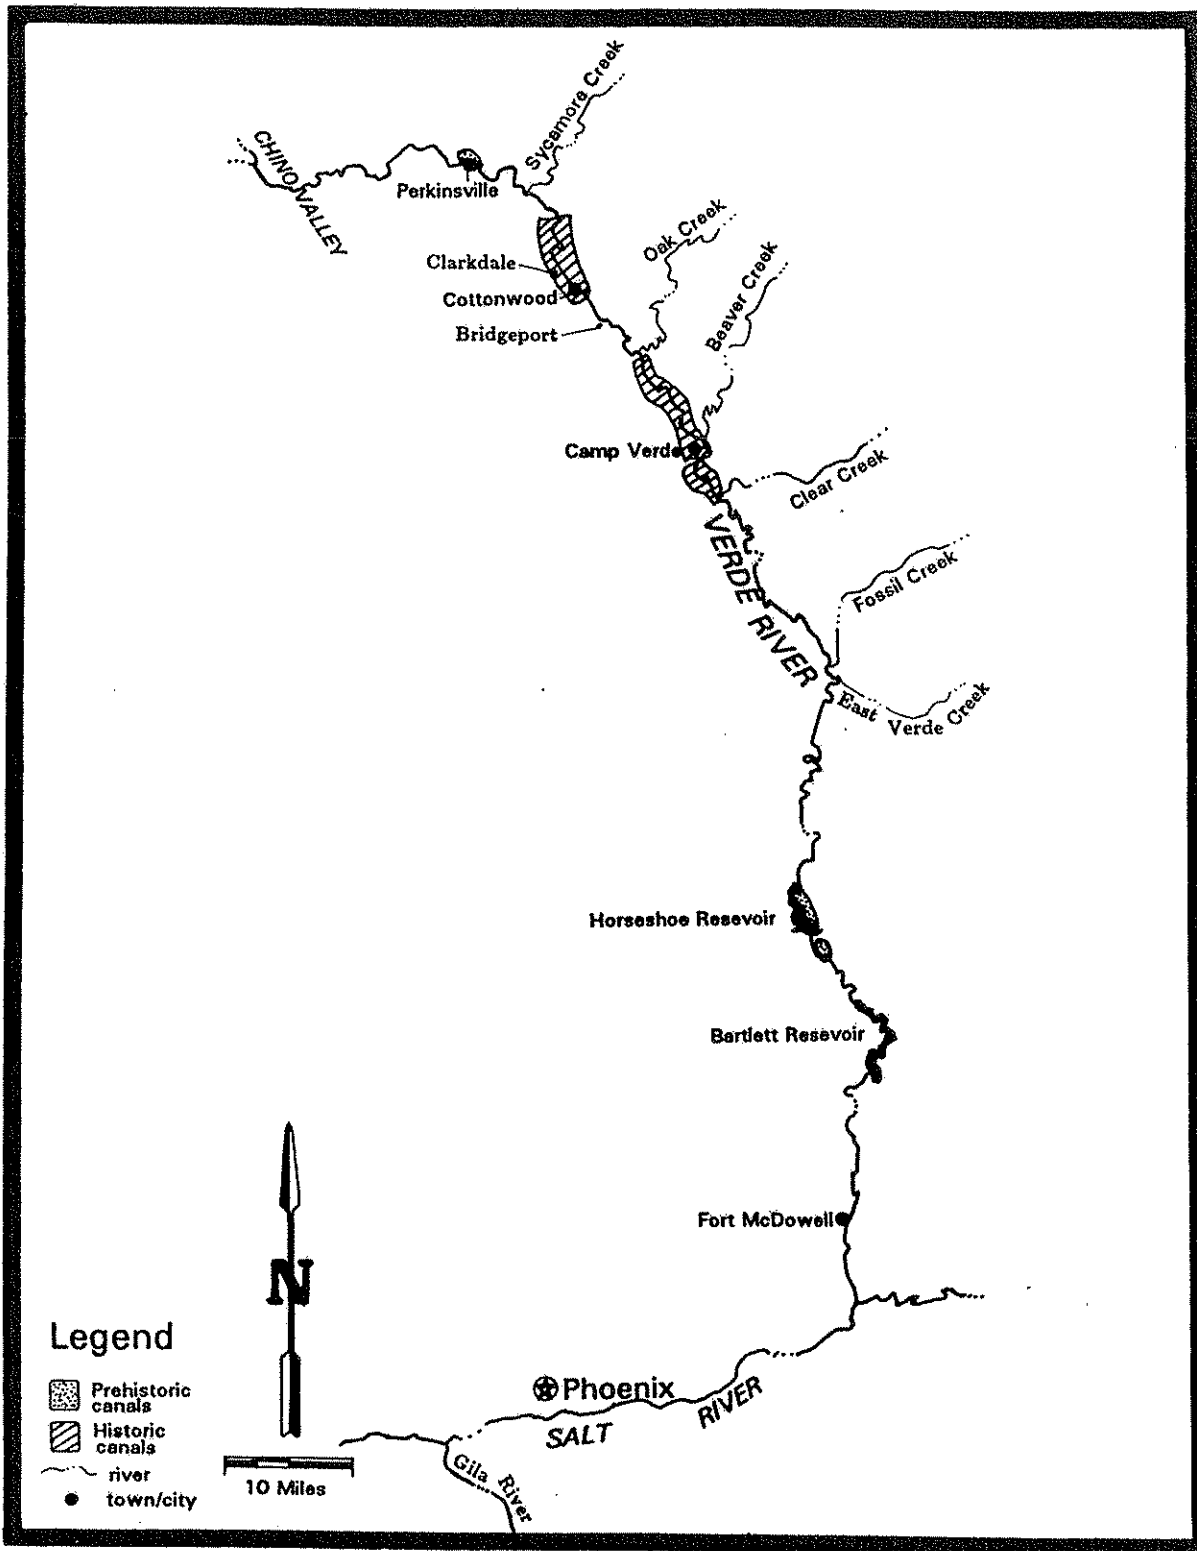 Sycamore Creek
CHINO VALLEY
Perkinsville
Oak Creek
Clarkdale
Beaver Creek
Cottonwood
Bridgeport
Camp Verde
Clear Creek
VERDE RIVER
Fossil Creek
East Verde Creek
Horseshoe Resevoir
Bartlett Resevoir
Fort McDowell
N
Legend
Prehistoric
canals
Historic
canals
river
town/city
10 Miles
Phoenix
SALT RIVER
Gila River